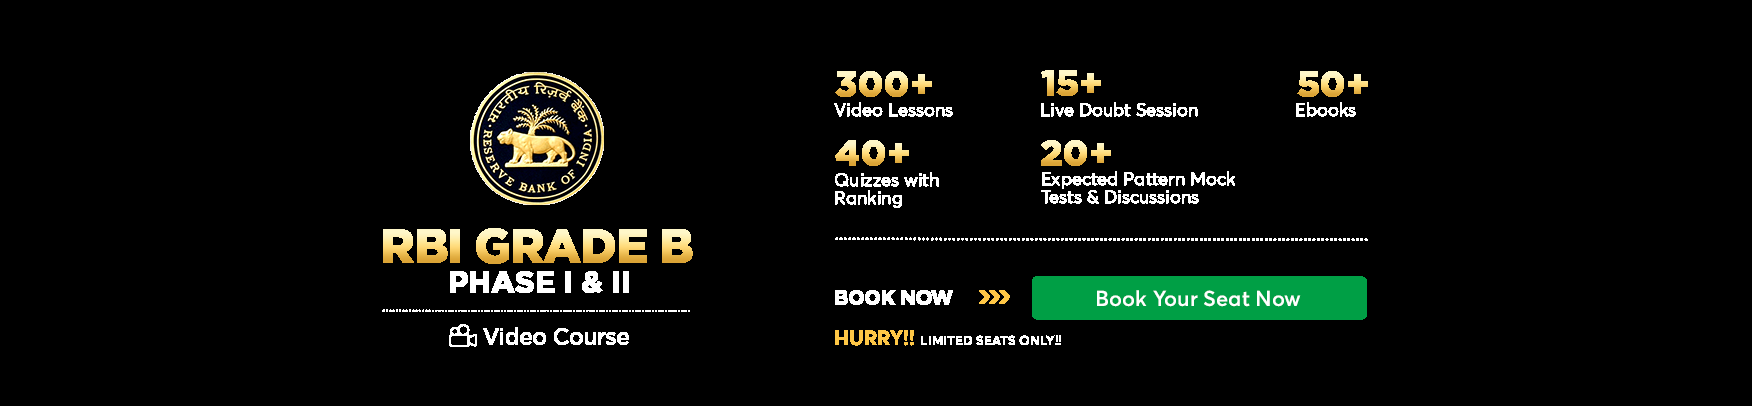 भारतीय रिज़र्व बैंक
RESERVE BANK OF INDIA
RBI GRADE B
PHASE I & II
Video Course
300+
Video Lessons
15+
Live Doubt Session
50+
Ebooks
40+
Quizzes with
Ranking
20+
Expected Pattern Mock
Tests & Discussions
BOOK NOW
Book Your Seat Now
HURRY!! LIMITED SEATS ONLY!!